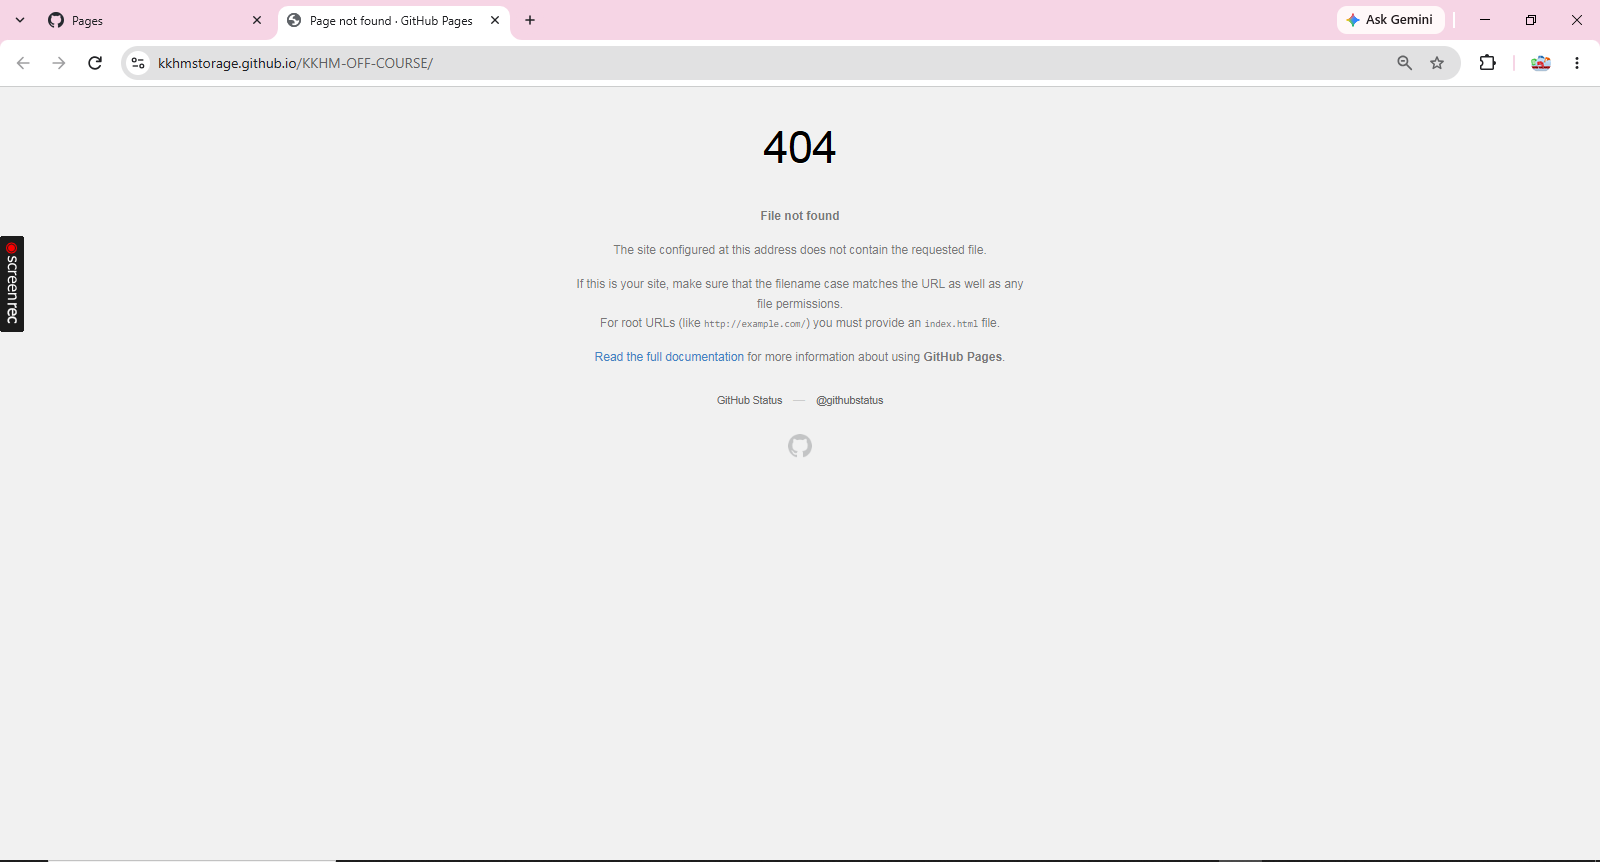 Pages
Page not found · GitHub Pages
Ask Gemini
kkhmstorage.github.io/KKHM-OFF-COURSE/
404
File not found
The site configured at this address does not contain the requested file.
If this is your site, make sure that the filename case matches the URL as well as any
file permissions.
For root URLs (like http://example.com/) you must provide an index.html file.
Read the full documentation for more information about using GitHub Pages.
GitHub Status — @githubstatus
screenrec